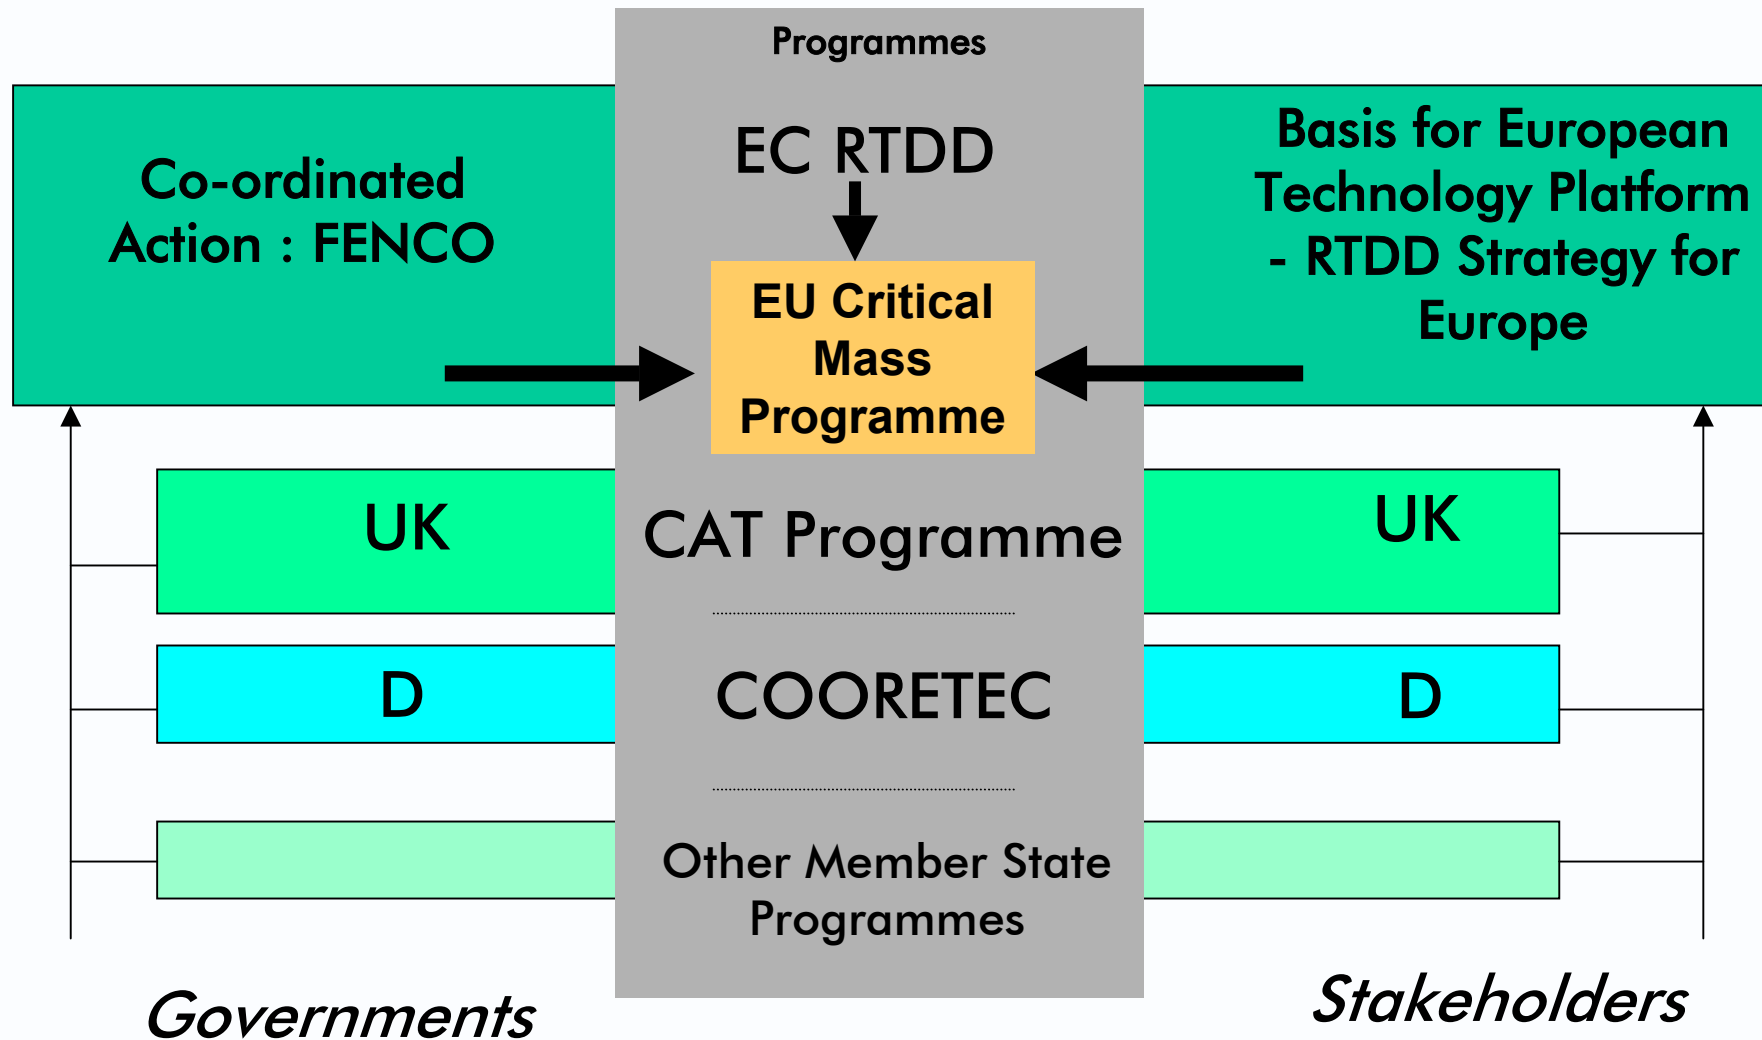 Programmes
Co-ordinated
Action : FENCO
EC RTDD
Basis for European
Technology Platform
- RTDD Strategy for
Europe
EU Critical
Mass
Programme
UK
CAT Programme
UK
D
COORETEC
D
Other Member State
Programmes
Governments
Stakeholders